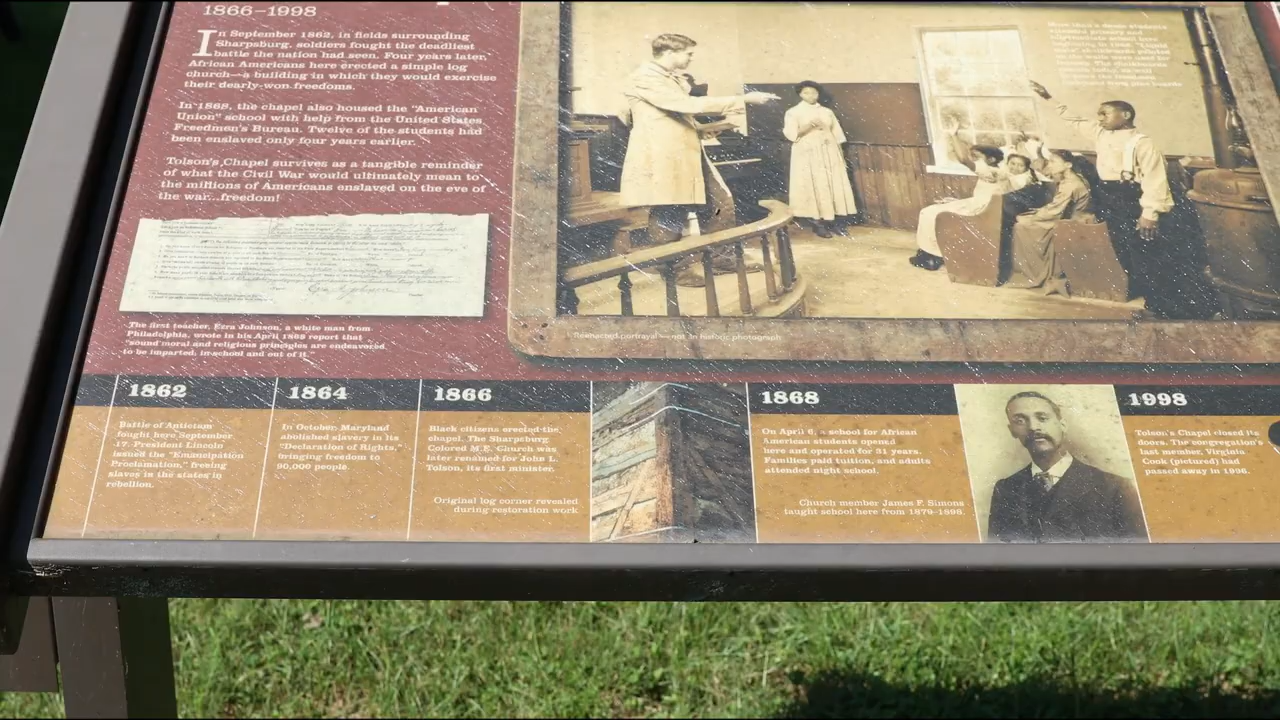 1866–1998
In September 1862, in fields surrounding
Sharpsburg, soldiers fought the deadliest
battle the nation had seen. Four years later,
African Americans here erected a simple log
church—a building in which they would exercise
their dearly-won freedoms.
In 1868, the chapel also housed the "American
Union" school with help from the United States
Freedmen's Bureau. Twelve of the students had
been enslaved only four years earlier.
Tolson's Chapel survives as a tangible reminder
of what the Civil War would ultimately mean to
the millions of Americans enslaved on the eve of
the war...freedom!
The first teacher, Ezra Johnson, a white man from
Philadelphia, wrote in his April 1869 report that
"sound moral and religious principles are endeavored
to be imparted, in school and out of it."
Reenacted portrayal — not an historic photograph
1862
Battle of Antietam
fought here September
17. President Lincoln
issued the "Emancipation
Proclamation," freeing
slaves in the states in
rebellion.
1864
In October, Maryland
abolished slavery in its
"Declaration of Rights,"
bringing freedom to
90,000 people.
1866
Black citizens erected the
chapel. The Sharpsburg
Colored M.E. Church was
later renamed for John L.
Tolson, its first minister.
Original log corner revealed
during restoration work
1868
On April 6, a school for African
American students opened
here and operated for 31 years.
Families paid tuition, and adults
attended night school.
Church member James F. Simons
taught school here from 1879–1898.
1998
Tolson's Chapel closed its
doors. The congregation's
last member, Virginia
Cook (pictured) had
passed away in 1996.